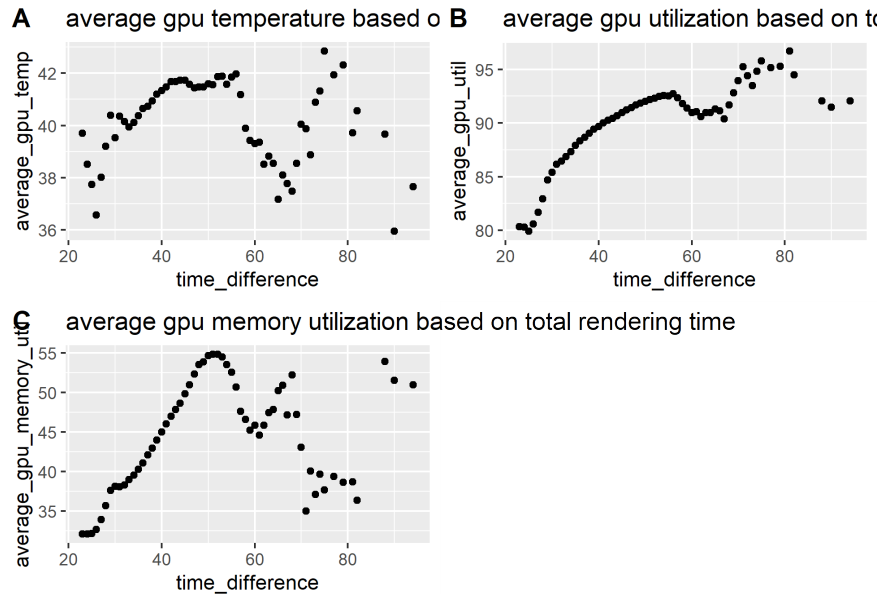 A average gpu temperature based o
B average gpu utilization based on to
average_gpu_temp
42
40
38
36
20 40 60 80
time_difference
average_gpu_util
95
90
85
80
20 40 60 80
time_difference
C average gpu memory utilization based on total rendering time
average_gpu_memory_uti
55
50
45
40
35
20 40 60 80
time_difference